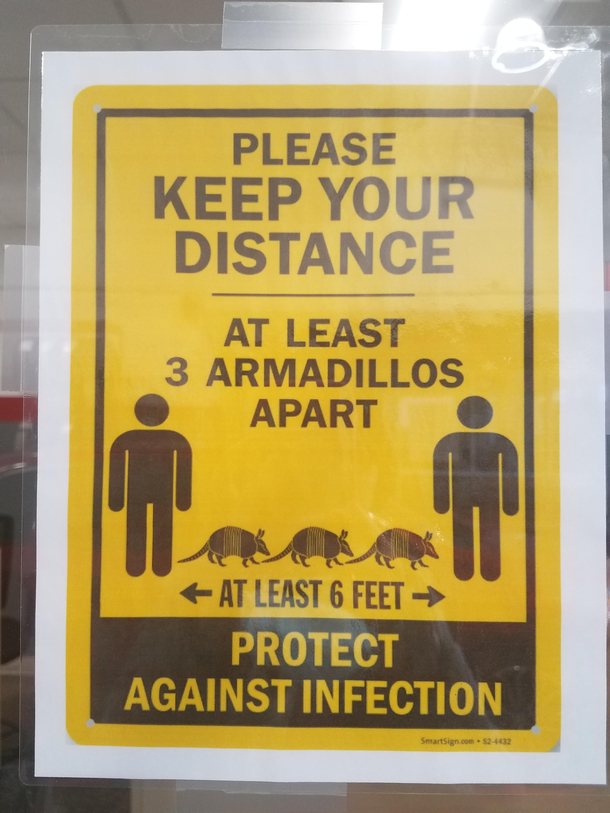 PLEASE
KEEP YOUR
DISTANCE
AT LEAST
3 ARMADILLOS
APART
AT LEAST 6 FEET
PROTECT
AGAINST INFECTION
SmartSign.com • S2-4432